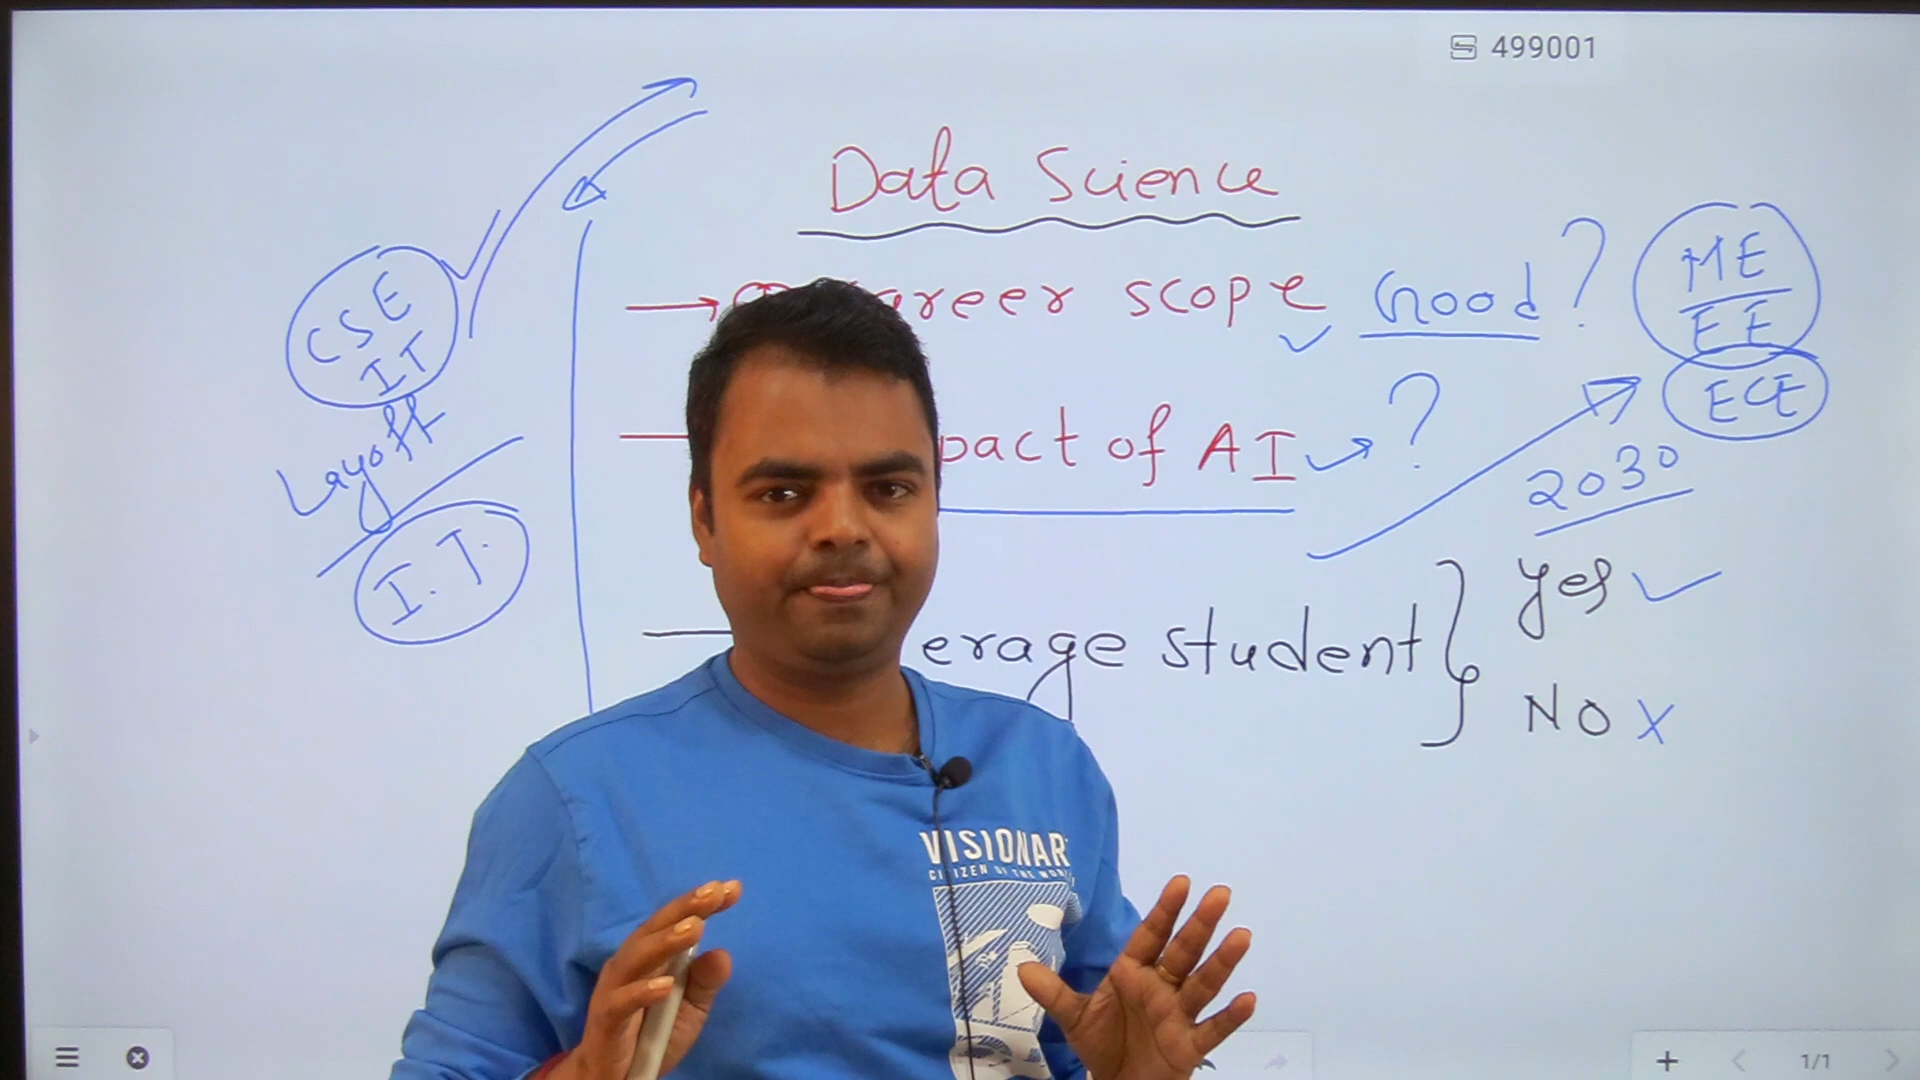 499001
Data Science
career scope Good ?
ME
EE
ECE
CSE
IT
Layoff
I.T.
pact of AI ?
2030
erage student
Yes
NO X
VISIONAR
1/1